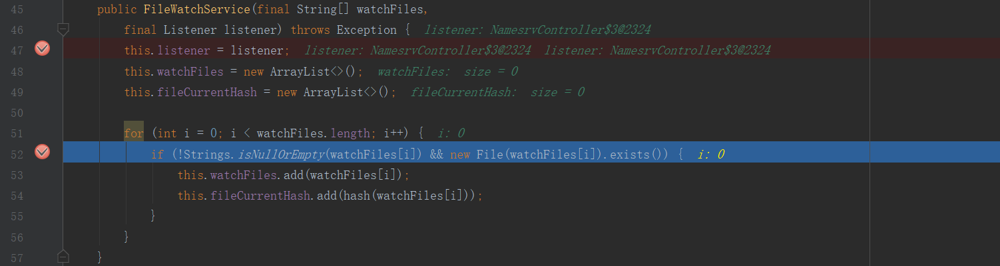 45 public FileWatchService(final String[] watchFiles,
46 final Listener listener) throws Exception { listener: NamesrvController$3@2324
47 this.listener = listener; listener: NamesrvController$3@2324 listener: NamesrvController$3@2324
48 this.watchFiles = new ArrayList<>(); watchFiles: size = 0
49 this.fileCurrentHash = new ArrayList<>(); fileCurrentHash: size = 0
50
51 for (int i = 0; i < watchFiles.length; i++) { i: 0
52 if (!Strings.isNullOrEmpty(watchFiles[i]) && new File(watchFiles[i]).exists()) { i: 0
53 this.watchFiles.add(watchFiles[i]);
54 this.fileCurrentHash.add(hash(watchFiles[i]));
55 }
56 }
57 }